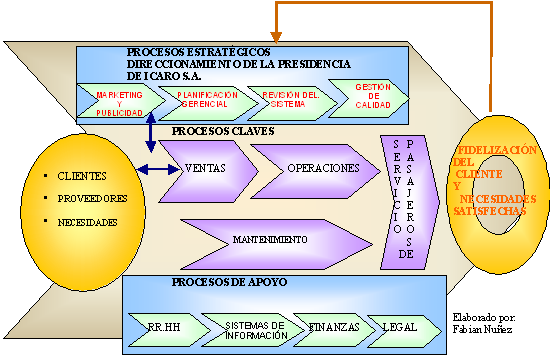 PROCESOS ESTRATÉGICOS
DIRECCIONAMIENTO DE LA PRESIDENCIA
DE ICARO S.A.
MARKETING
Y
PUBLICIDAD
PLANIFICACIÓN
GERENCIAL
REVISIÓN DEL
SISTEMA
GESTIÓN
DE
CALIDAD
PROCESOS CLAVES
• CLIENTES
• PROVEEDORES
• NECESIDADES
VENTAS
OPERACIONES
MANTENIMIENTO
SERVICIO
PASAJEROS DE
FIDELIZACIÓN
DEL
CLIENTE
Y
NECESIDADES
SATISFECHAS
PROCESOS DE APOYO
RR.HH
SISTEMAS DE
INFORMACIÓN
FINANZAS
LEGAL
Elaborado por:
Fabian Nuñez